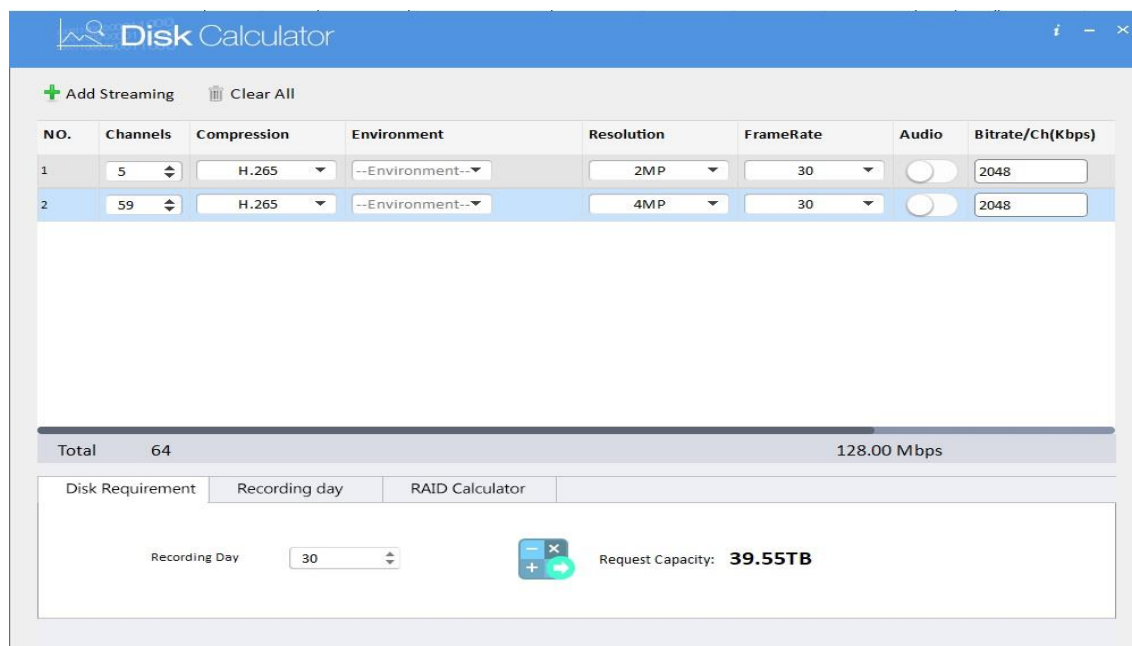 Disk Calculator
i
Add Streaming Clear All
NO. Channels Compression Environment Resolution FrameRate Audio Bitrate/Ch(Kbps)
1 5 H.265 --Environment-- 2MP 30 2048
2 59 H.265 --Environment-- 4MP 30 2048
Total 64 128.00 Mbps
Disk Requirement Recording day RAID Calculator
Recording Day 30 Request Capacity: 39.55TB